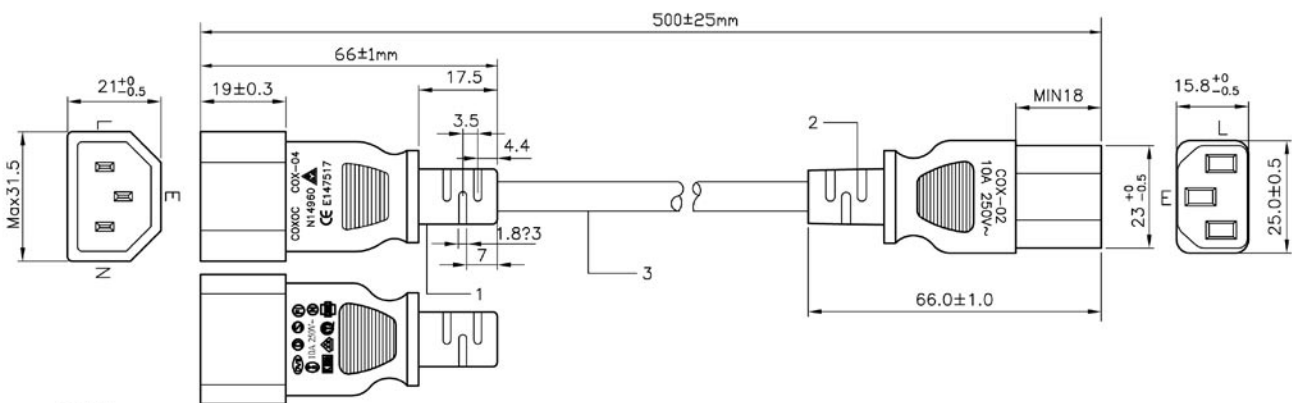 500±25mm
66±1mm
21 +0 -0.5
19±0.3
17.5
MIN18
15.8 +0 -0.5
3.5
4.4
2
L
L
Max31.5
E
N
COXOC COX-04
N14960
CE E147517
COX-02
10A 250V~
23 +0 -0.5
E
25.0±0.5
1.8?3
7
3
1
66.0±1.0
10A 250V~